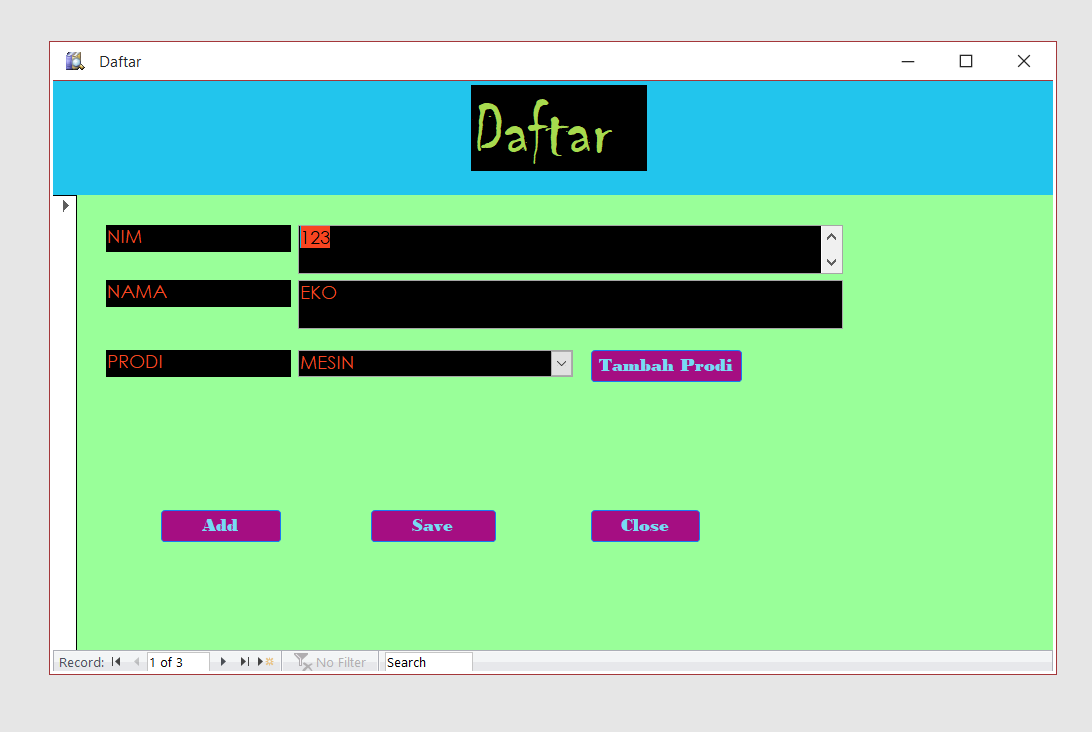 Daftar
Daftar
NIM 123
NAMA EKO
PRODI MESIN Tambah Prodi
Add Save Close
Record: 1 of 3 No Filter Search